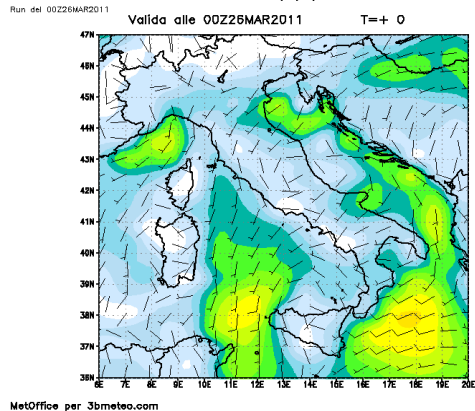 Run del 00Z26MAR2011
Valida alle 00Z26MAR2011 T=+ 0
47N
46N
45N
44N
43N
42N
41N
40N
39N
38N
37N
36N
6E 7E 8E 9E 10E 11E 12E 13E 14E 15E 16E 17E 18E 19E 20E
MetOffice per 3bmeteo.com